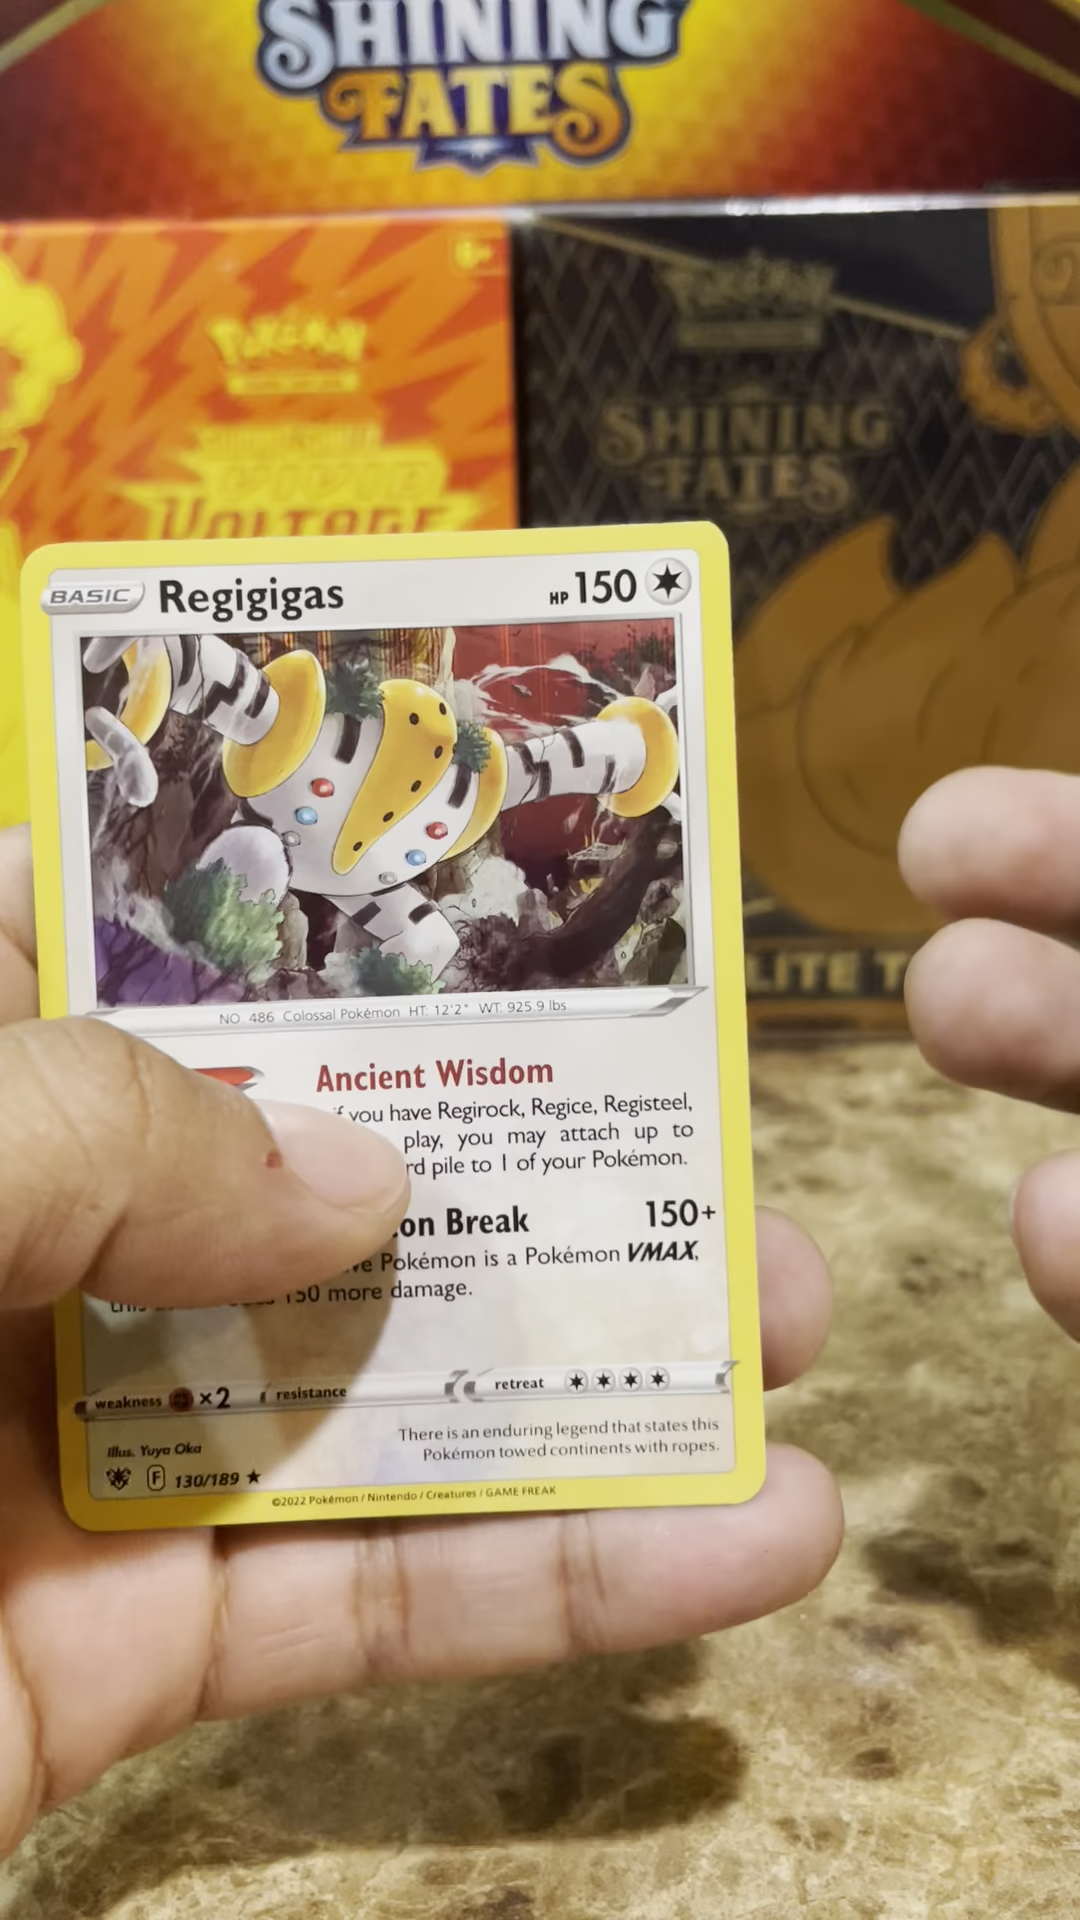 SHINING
FATES
POKÉMON
VIVID
VOLTAGE
POKÉMON
SHINING
FATES
LITE T
BASIC Regigigas HP 150
NO. 486 Colossal Pokémon HT: 12'2" WT: 925.9 lbs
Ancient Wisdom
if you have Regirock, Regice, Registeel,
play, you may attach up to
rd pile to 1 of your Pokémon.
on Break 150+
ve Pokémon is a Pokémon VMAX,
150 more damage.
weakness ×2 resistance retreat
There is an enduring legend that states this
Pokémon towed continents with ropes.
Illus. Yuya Oka
F 130/189 ★
©2022 Pokémon / Nintendo / Creatures / GAME FREAK